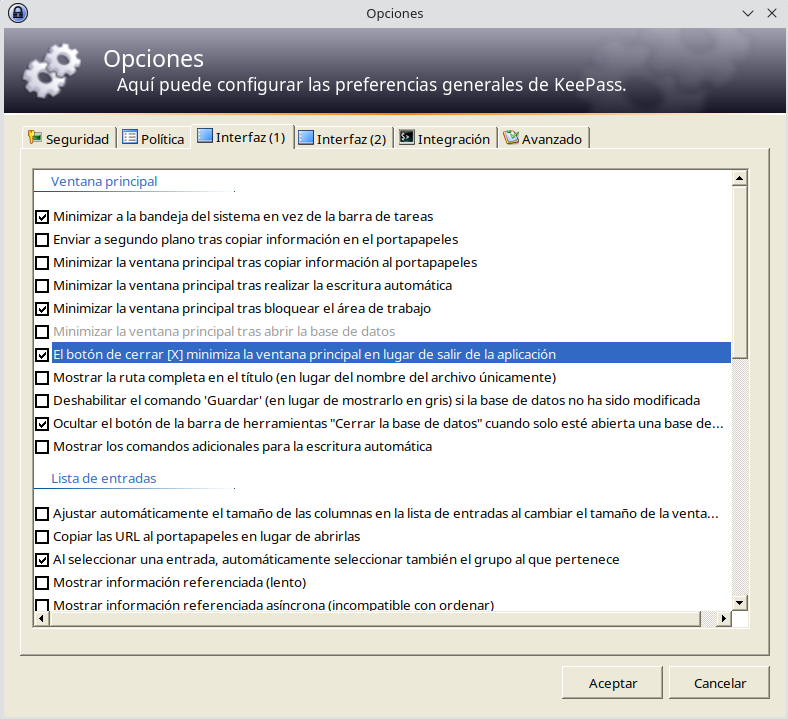 Opciones
Opciones
Aquí puede configurar las preferencias generales de KeePass.
Seguridad
Política
Interfaz (1)
Interfaz (2)
Integración
Avanzado
Ventana principal
Minimizar a la bandeja del sistema en vez de la barra de tareas
Enviar a segundo plano tras copiar información en el portapapeles
Minimizar la ventana principal tras copiar información al portapapeles
Minimizar la ventana principal tras realizar la escritura automática
Minimizar la ventana principal tras bloquear el área de trabajo
Minimizar la ventana principal tras abrir la base de datos
El botón de cerrar [X] minimiza la ventana principal en lugar de salir de la aplicación
Mostrar la ruta completa en el título (en lugar del nombre del archivo únicamente)
Deshabilitar el comando 'Guardar' (en lugar de mostrarlo en gris) si la base de datos no ha sido modificada
Ocultar el botón de la barra de herramientas "Cerrar la base de datos" cuando solo esté abierta una base de...
Mostrar los comandos adicionales para la escritura automática
Lista de entradas
Ajustar automáticamente el tamaño de las columnas en la lista de entradas al cambiar el tamaño de la venta...
Copiar las URL al portapapeles en lugar de abrirlas
Al seleccionar una entrada, automáticamente seleccionar también el grupo al que pertenece
Mostrar información referenciada (lento)
Mostrar información referenciada asíncrona (incompatible con ordenar)
Aceptar
Cancelar